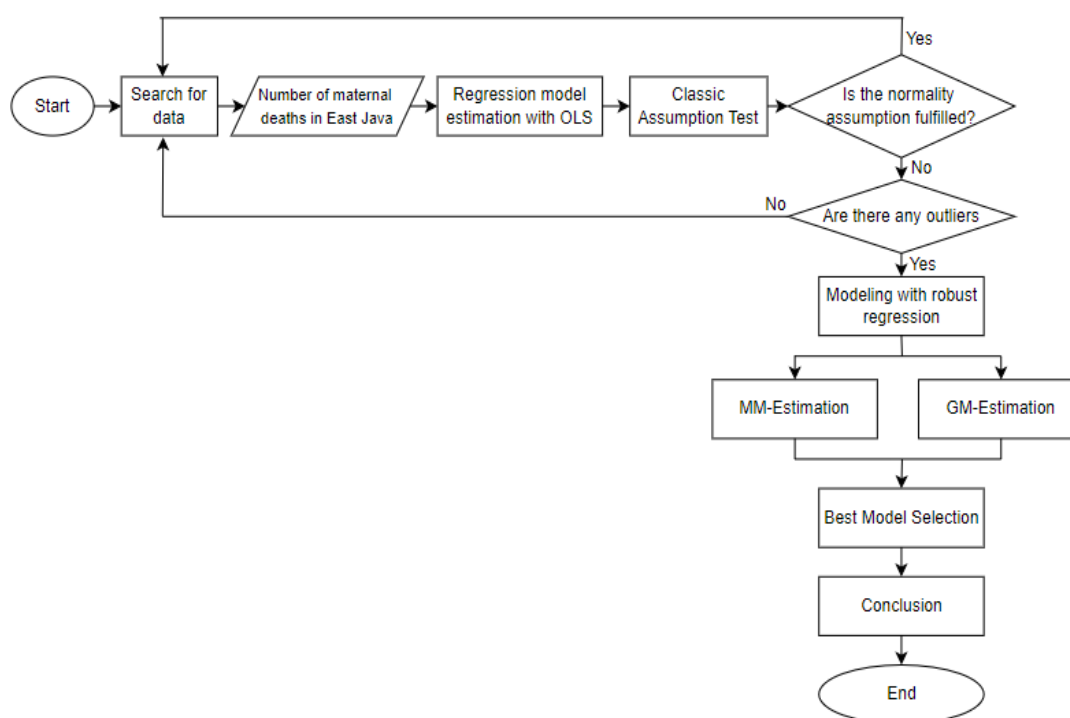 Yes
Start
Search for
data
Number of maternal
deaths in East Java
Regression model
estimation with OLS
Classic
Assumption Test
Is the normality
assumption fulfilled?
No
No
Are there any outliers
Yes
Modeling with robust
regression
MM-Estimation
GM-Estimation
Best Model Selection
Conclusion
End